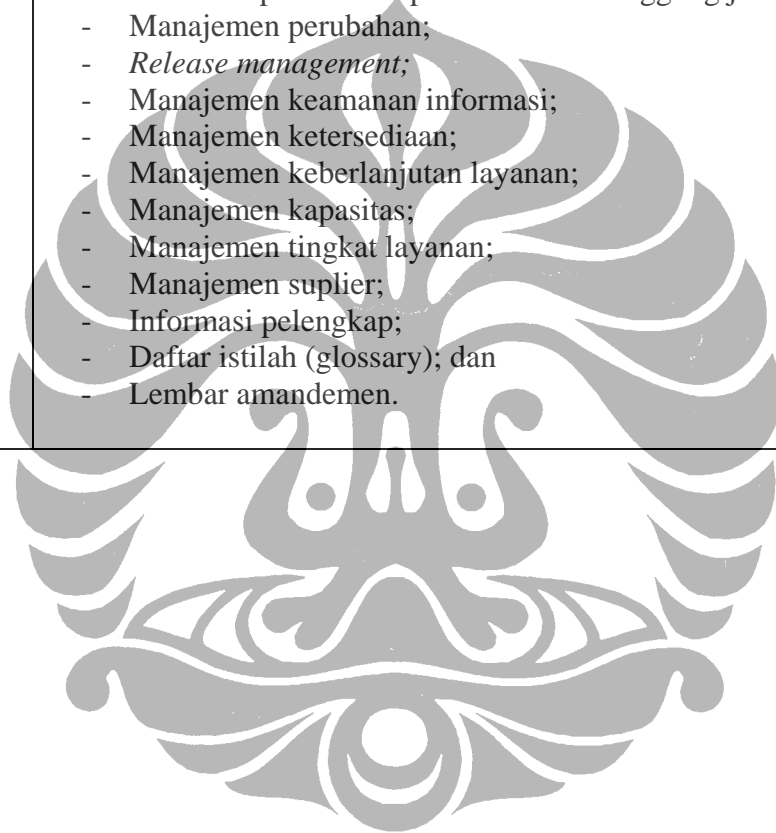 - Manajemen perubahan;
- Release management;
- Manajemen keamanan informasi;
- Manajemen ketersediaan;
- Manajemen keberlanjutan layanan;
- Manajemen kapasitas;
- Manajemen tingkat layanan;
- Manajemen suplier;
- Informasi pelengkap;
- Daftar istilah (glossary); dan
- Lembar amandemen.